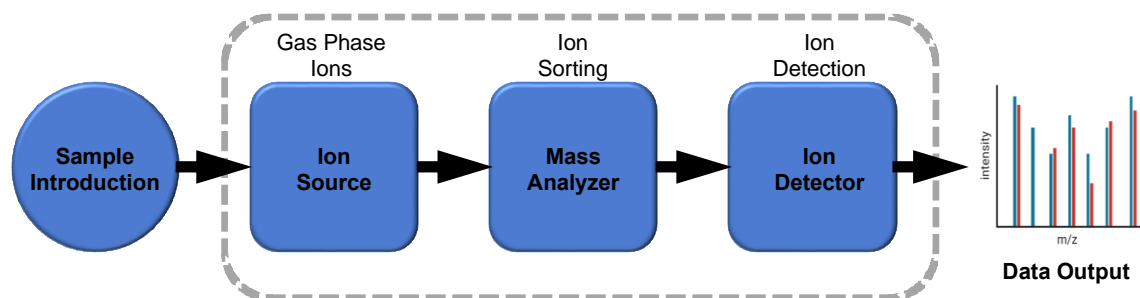 Gas Phase
Ions
Ion
Sorting
Ion
Detection
Sample
Introduction
Ion
Source
Mass
Analyzer
Ion
Detector
intensity
m/z
Data Output